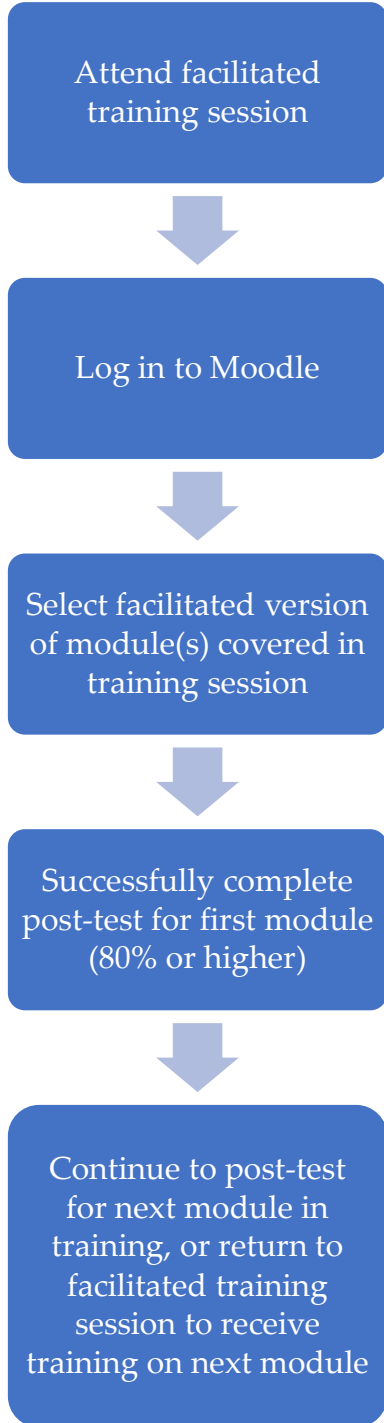 Attend facilitated
training session
Log in to Moodle
Select facilitated version
of module(s) covered in
training session
Successfully complete
post-test for first module
(80% or higher)
Continue to post-test
for next module in
training, or return to
facilitated training
session to receive
training on next module